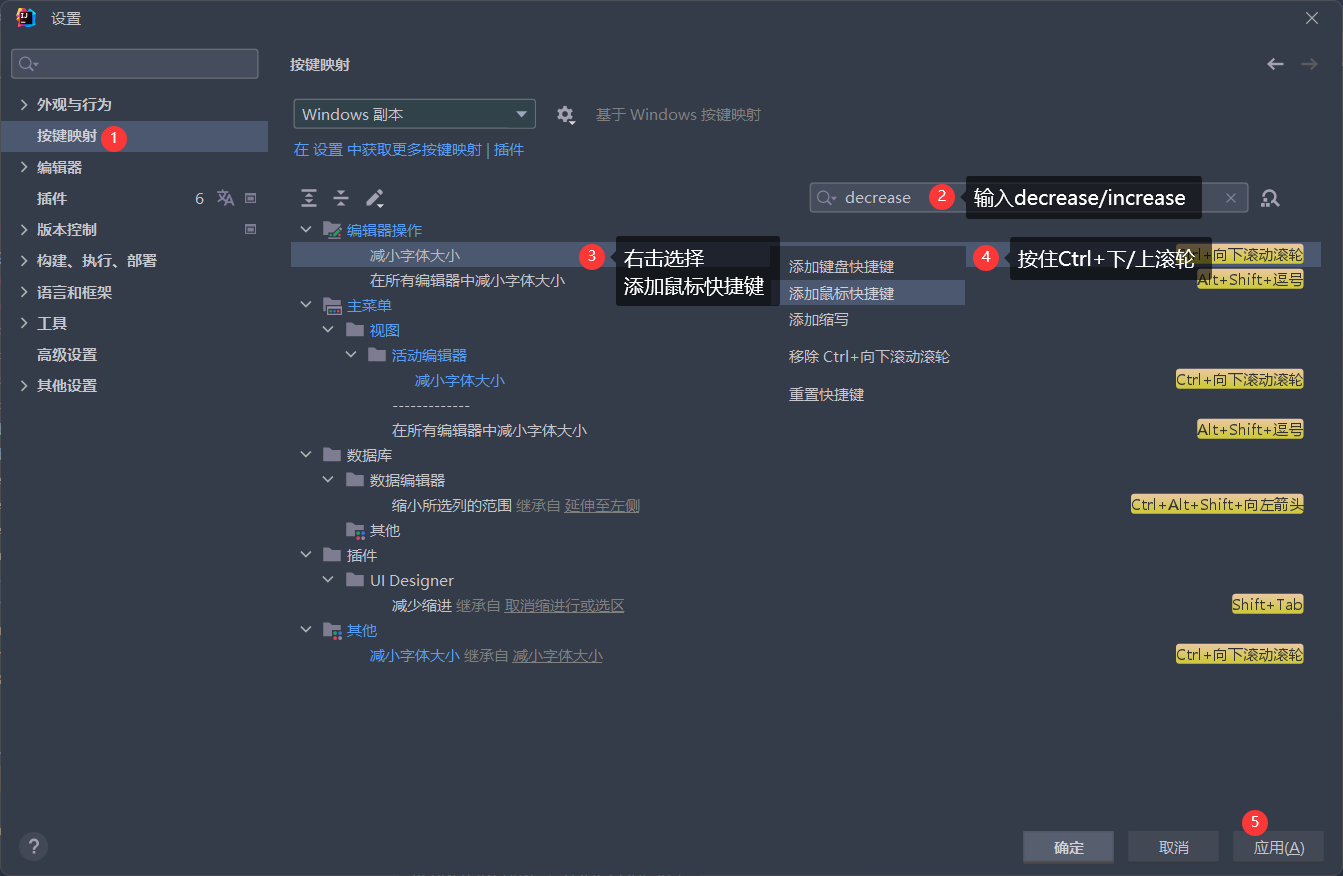 设置
按键映射
外观与行为
按键映射 1
编辑器
插件 6
版本控制
构建、执行、部署
语言和框架
工具
高级设置
其他设置
Windows 副本
基于 Windows 按键映射
在 设置 中获取更多按键映射 | 插件
decrease 2 输入decrease/increase
编辑器操作
减小字体大小 3
右击选择
添加鼠标快捷键
添加键盘快捷键
添加鼠标快捷键
添加缩写
移除 Ctrl+向下滚动滚轮
重置快捷键
4 按住Ctrl+下/上滚轮
+向下滚动滚轮
在所有编辑器中减小字体大小 Alt+Shift+逗号
主菜单
视图
活动编辑器
减小字体大小 Ctrl+向下滚动滚轮
-------------
在所有编辑器中减小字体大小 Alt+Shift+逗号
数据库
数据编辑器
缩小所选列的范围 继承自 延伸至左侧 Ctrl+Alt+Shift+向左箭头
其他
插件
UI Designer
减少缩进 继承自 取消缩进行或选区 Shift+Tab
其他
减小字体大小 继承自 减小字体大小 Ctrl+向下滚动滚轮
5
? 确定 取消 应用(A)